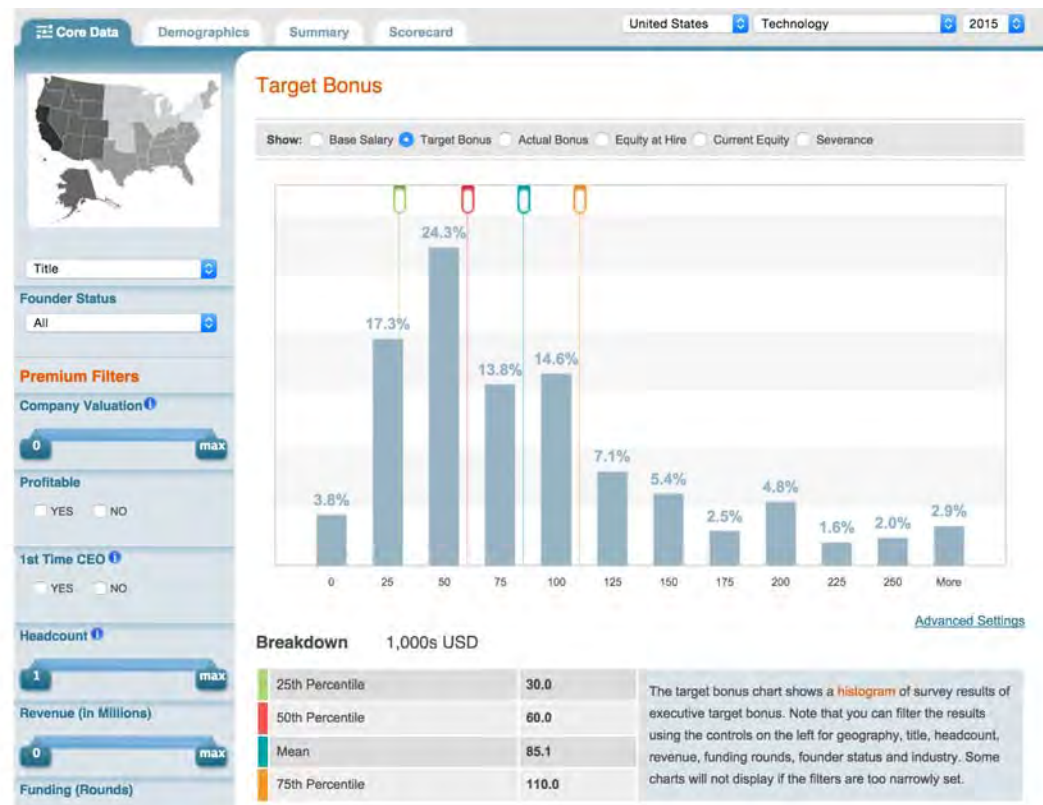 Core Data Demographics Summary Scorecard United States Technology 2015
Target Bonus
Show: Base Salary Target Bonus Actual Bonus Equity at Hire Current Equity Severance
Title
Founder Status
All
Premium Filters
Company Valuation
0 max
Profitable
YES NO
1st Time CEO
YES NO
Headcount
1 max
Revenue (in Millions)
0 max
Funding (Rounds)
3.8% 17.3% 24.3% 13.8% 14.6% 7.1% 5.4% 2.5% 4.8% 1.6% 2.0% 2.9%
0 25 50 75 100 125 150 175 200 225 250 More
Advanced Settings
Breakdown 1,000s USD
25th Percentile 30.0
50th Percentile 60.0
Mean 85.1
75th Percentile 110.0
The target bonus chart shows a histogram of survey results of
executive target bonus. Note that you can filter the results
using the controls on the left for geography, title, headcount,
revenue, funding rounds, founder status and industry. Some
charts will not display if the filters are too narrowly set.